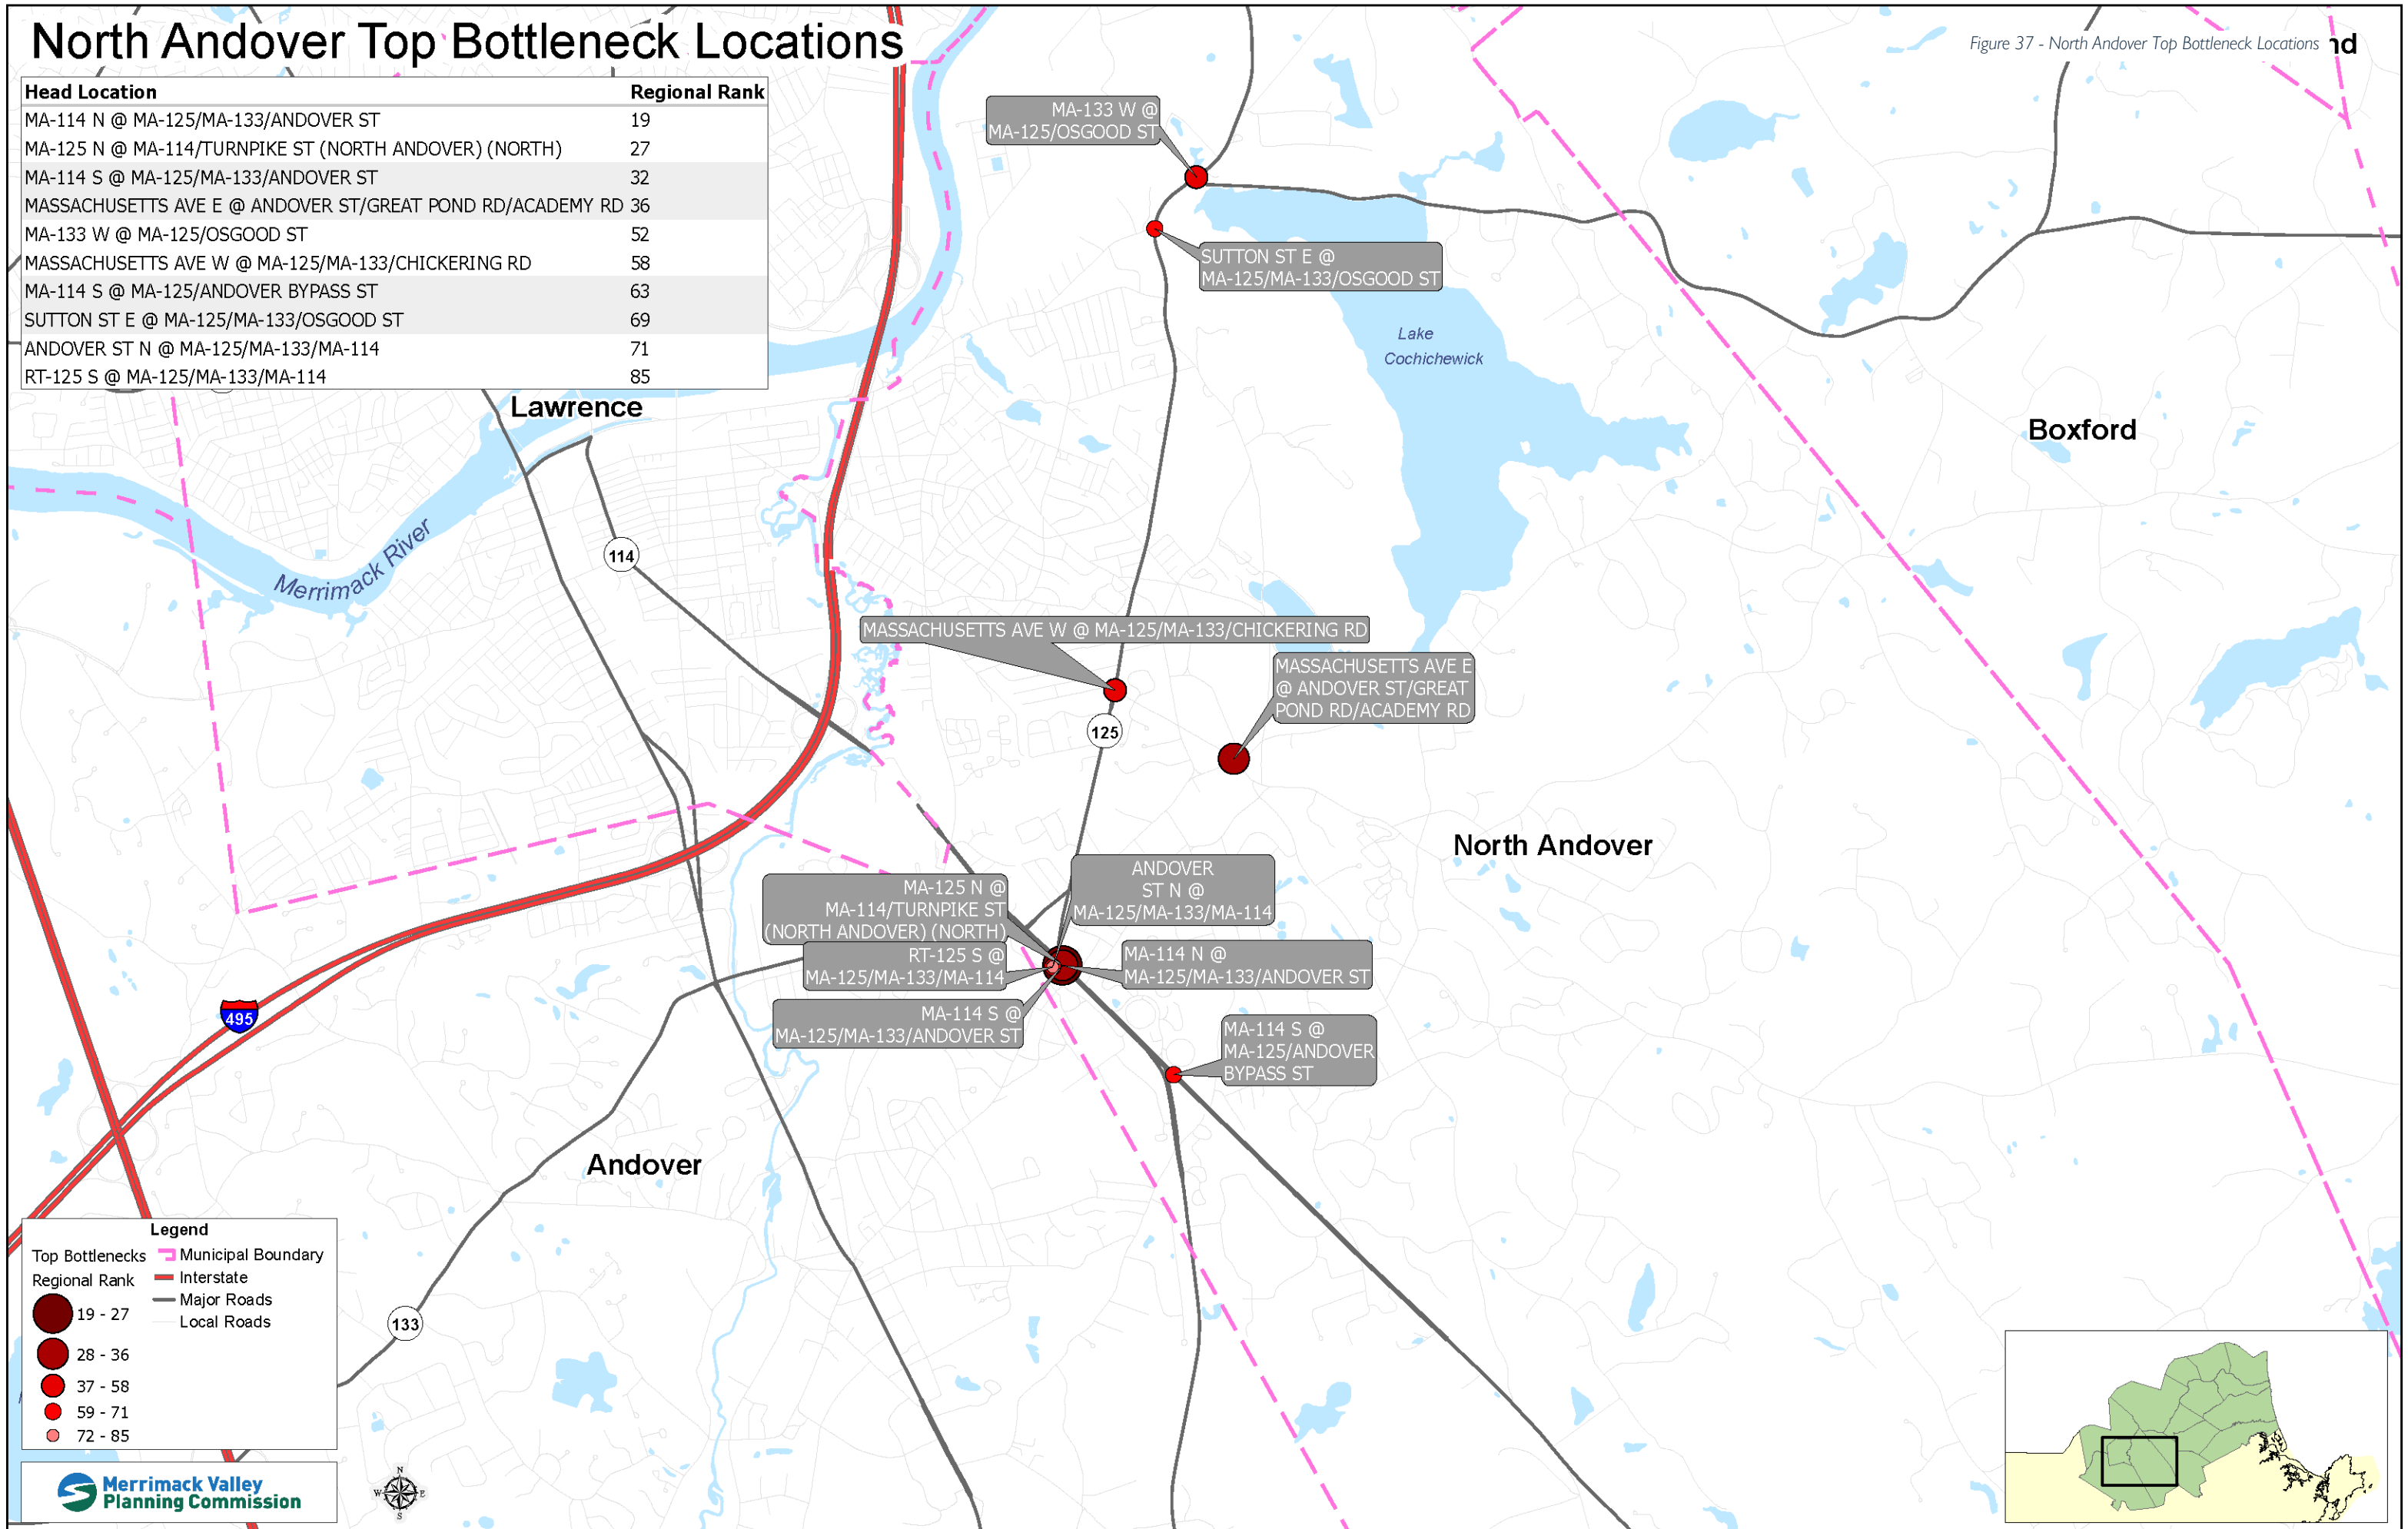 North Andover Top Bottleneck Locations
Figure 37 - North Andover Top Bottleneck Locations
Head Location Regional Rank
MA-114 N @ MA-125/MA-133/ANDOVER ST 19
MA-125 N @ MA-114/TURNPIKE ST (NORTH ANDOVER) (NORTH) 27
MA-114 S @ MA-125/MA-133/ANDOVER ST 32
MASSACHUSETTS AVE E @ ANDOVER ST/GREAT POND RD/ACADEMY RD 36
MA-133 W @ MA-125/OSGOOD ST 52
MASSACHUSETTS AVE W @ MA-125/MA-133/CHICKERING RD 58
MA-114 S @ MA-125/ANDOVER BYPASS ST 63
SUTTON ST E @ MA-125/MA-133/OSGOOD ST 69
ANDOVER ST N @ MA-125/MA-133/MA-114 71
RT-125 S @ MA-125/MA-133/MA-114 85
MA-133 W @
MA-125/OSGOOD ST
SUTTON ST E @
MA-125/MA-133/OSGOOD ST
Lake
Cochichewick
Lawrence
Boxford
114
Merrimack River
MASSACHUSETTS AVE W @ MA-125/MA-133/CHICKERING RD
MASSACHUSETTS AVE E
@ ANDOVER ST/GREAT
POND RD/ACADEMY RD
125
North Andover
ANDOVER
ST N @
MA-125/MA-133/MA-114
MA-125 N @
MA-114/TURNPIKE ST
(NORTH ANDOVER) (NORTH)
RT-125 S @
MA-125/MA-133/MA-114
MA-114 N @
MA-125/MA-133/ANDOVER ST
MA-114 S @
MA-125/MA-133/ANDOVER ST
MA-114 S @
MA-125/ANDOVER
BYPASS ST
495
Andover
133
Legend
Top Bottlenecks
Regional Rank
19 - 27
28 - 36
37 - 58
59 - 71
72 - 85
Municipal Boundary
Interstate
Major Roads
Local Roads
Merrimack Valley
Planning Commission
N
W E
S